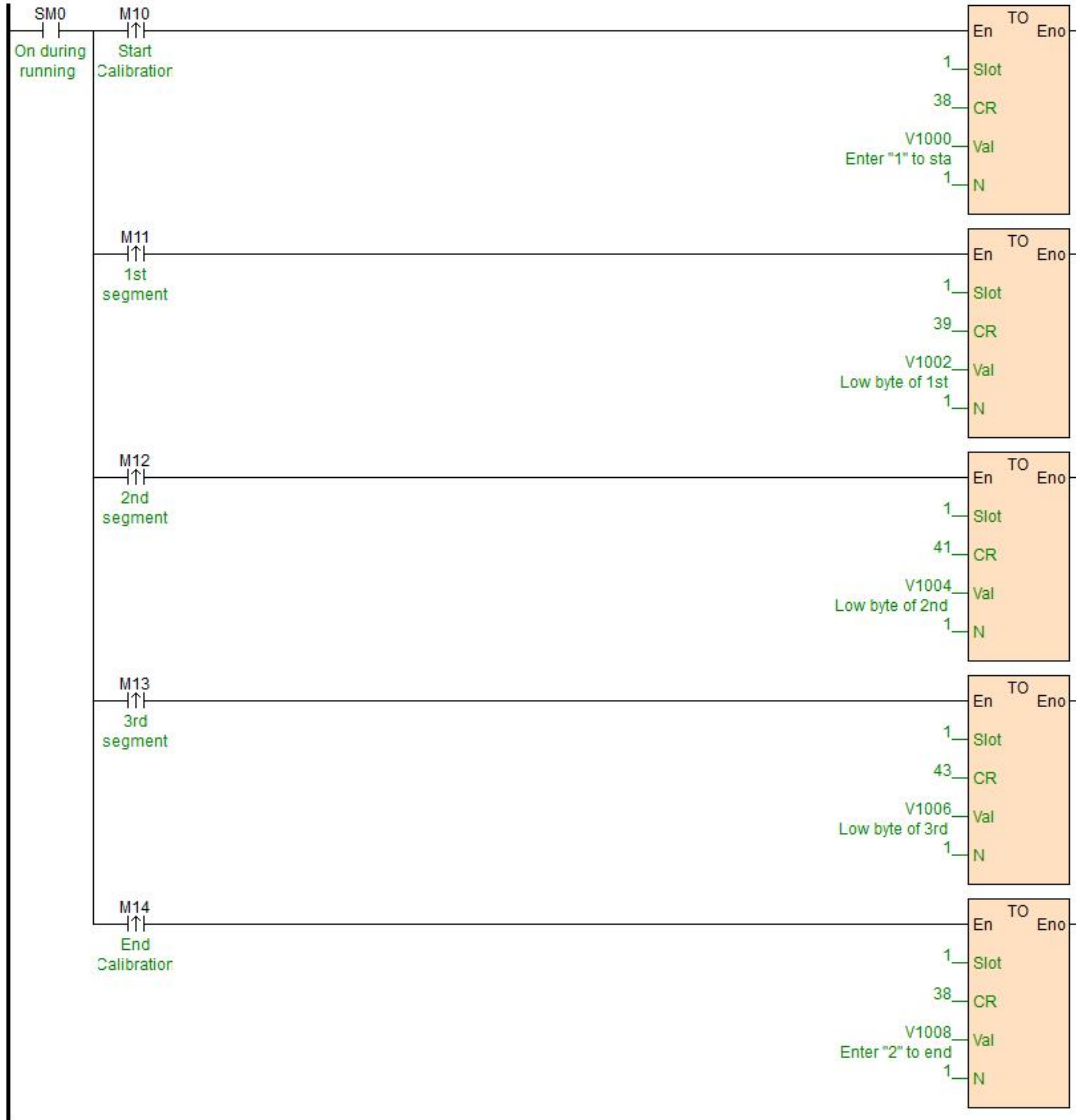 SM0
On during
running
M10
Start
Calibration
TO
En Eno
1 Slot
38 CR
V1000 Val
Enter "1" to sta
1 N
M11
1st
segment
TO
En Eno
1 Slot
39 CR
V1002 Val
Low byte of 1st
1 N
M12
2nd
segment
TO
En Eno
1 Slot
41 CR
V1004 Val
Low byte of 2nd
1 N
M13
3rd
segment
TO
En Eno
1 Slot
43 CR
V1006 Val
Low byte of 3rd
1 N
M14
End
Calibration
TO
En Eno
1 Slot
38 CR
V1008 Val
Enter "2" to end
1 N